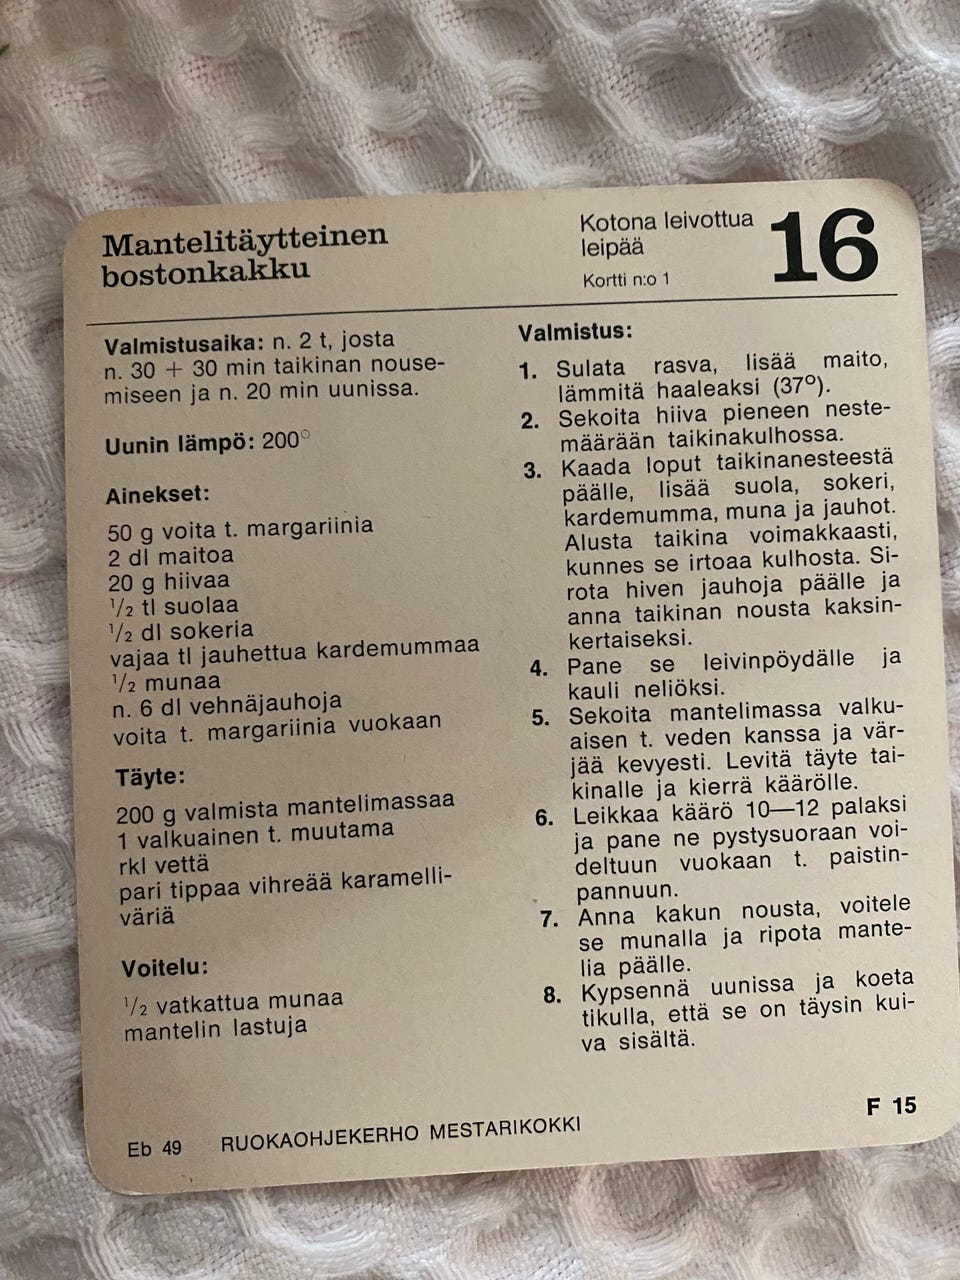 Mantelitäytteinen
bostonkakku
Kotona leivottua
leipää
Kortti n:o 1
16
Valmistusaika: n. 2 t, josta
n. 30 + 30 min taikinan nouse-
miseen ja n. 20 min uunissa.
Uunin lämpö: 200°
Ainekset:
50 g voita t. margariinia
2 dl maitoa
20 g hiivaa
1/2 tl suolaa
1/2 dl sokeria
vajaa tl jauhettua kardemummaa
1/2 munaa
n. 6 dl vehnäjauhoja
voita t. margariinia vuokaan
Täyte:
200 g valmista mantelimassaa
1 valkuainen t. muutama
rkl vettä
pari tippaa vihreää karamelli-
väriä
Voitelu:
1/2 vatkattua munaa
mantelin lastuja
Valmistus:
1. Sulata rasva, lisää maito,
lämmitä haaleaksi (37°).
2. Sekoita hiiva pieneen neste-
määrään taikinakulhossa.
3. Kaada loput taikinanesteestä
päälle, lisää suola, sokeri,
kardemumma, muna ja jauhot.
Alusta taikina voimakkaasti,
kunnes se irtoaa kulhosta. Si-
rota hiven jauhoja päälle ja
anna taikinan nousta kaksin-
kertaiseksi.
4. Pane se leivinpöydälle ja
kauli neliöksi.
5. Sekoita mantelimassa valku-
aisen t. veden kanssa ja vär-
jää kevyesti. Levitä täyte tai-
kinalle ja kierrä käärölle.
6. Leikkaa käärö 10—12 palaksi
ja pane ne pystysuoraan voi-
deltuun vuokaan t. paistin-
pannuun.
7. Anna kakun nousta, voitele
se munalla ja ripota mante-
lia päälle.
8. Kypsennä uunissa ja koeta
tikulla, että se on täysin kui-
va sisältä.
Eb 49 RUOKAOHJEKERHO MESTARIKOKKI
F 15